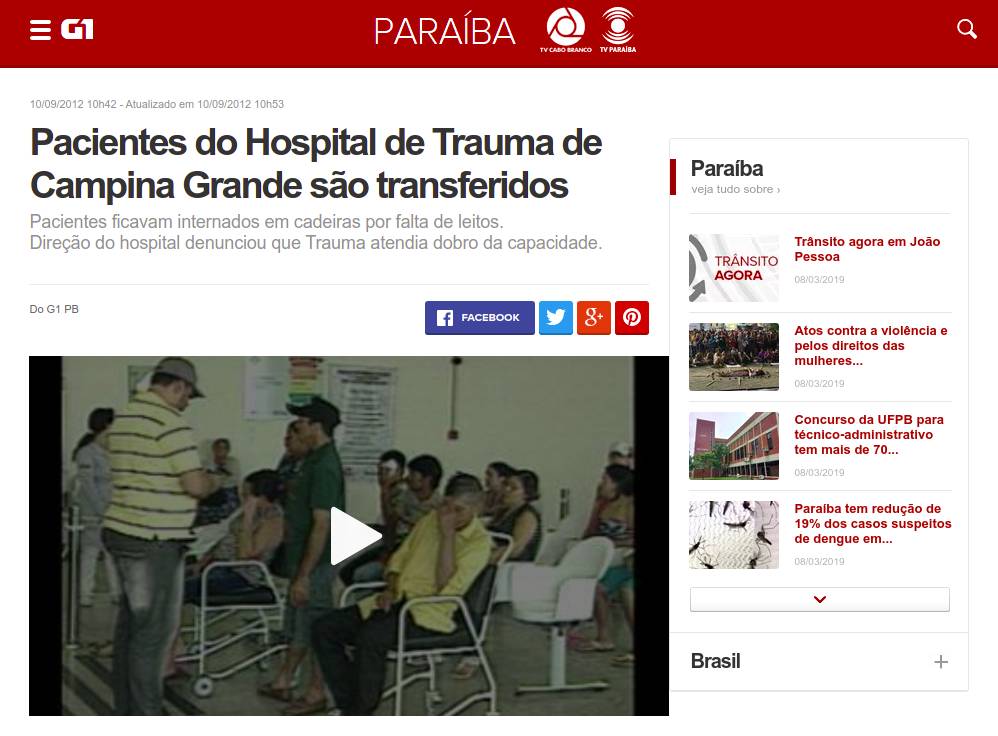 G1
PARAÍBA
TV CABO BRANCO
TV PARAÍBA
10/09/2012 10h42 - Atualizado em 10/09/2012 10h53
Pacientes do Hospital de Trauma de
Campina Grande são transferidos
Pacientes ficavam internados em cadeiras por falta de leitos.
Direção do hospital denunciou que Trauma atendia dobro da capacidade.
Do G1 PB
FACEBOOK
Paraíba
veja tudo sobre ›
TRÂNSITO
AGORA
Trânsito agora em João
Pessoa
08/03/2019
Atos contra a violência e
pelos direitos das
mulheres...
08/03/2019
Concurso da UFPB para
técnico-administrativo
tem mais de 70...
08/03/2019
Paraíba tem redução de
19% dos casos suspeitos
de dengue em...
08/03/2019
Brasil